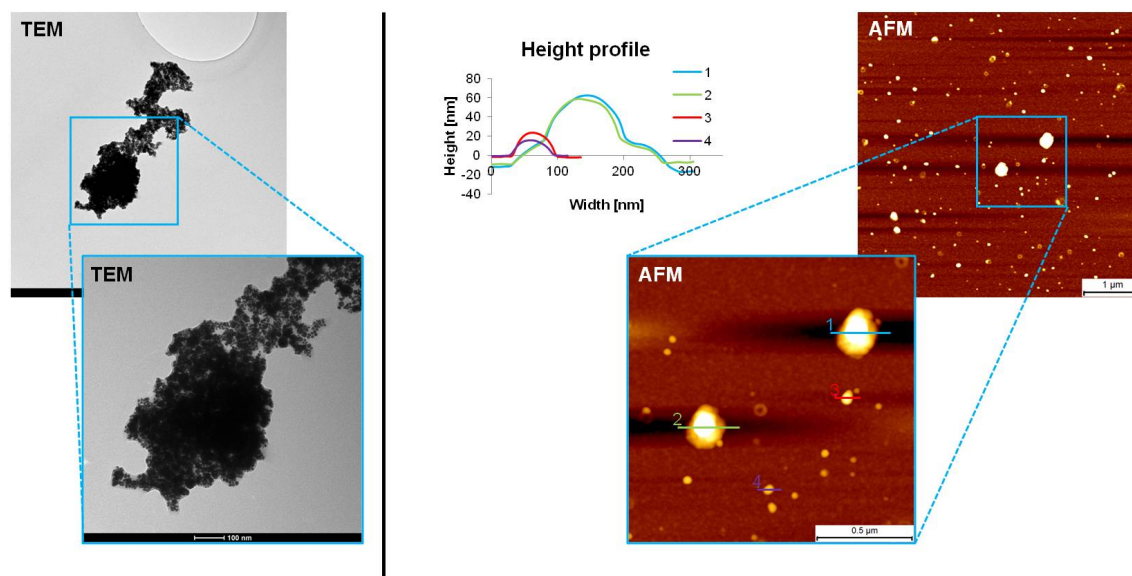 TEM
TEM
100 nm
Height profile
Height [nm]
80
60
40
20
0
-20
-40
0
100
200
300
Width [nm]
1
2
3
4
AFM
1 µm
AFM
1
3
2
4
0.5 µm